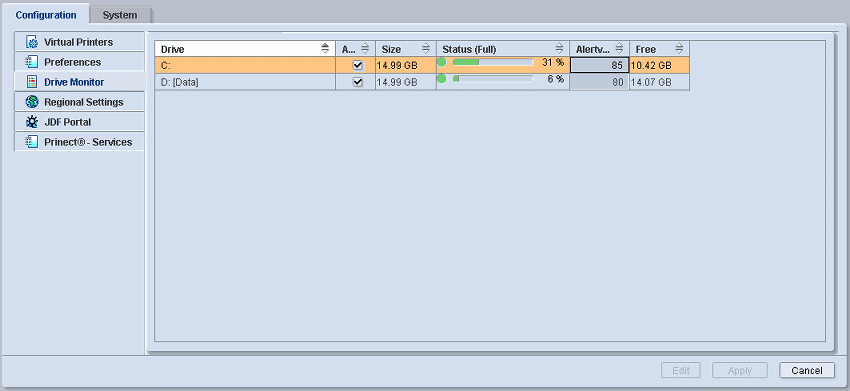 Configuration System
Virtual Printers
Preferences
Drive Monitor
Regional Settings
JDF Portal
Prinect® - Services
Drive A... Size Status (Full) Alertv... Free
C: 14.99 GB 31 % 85 10.42 GB
D: [Data] 14.99 GB 6 % 80 14.07 GB
Edit Apply Cancel